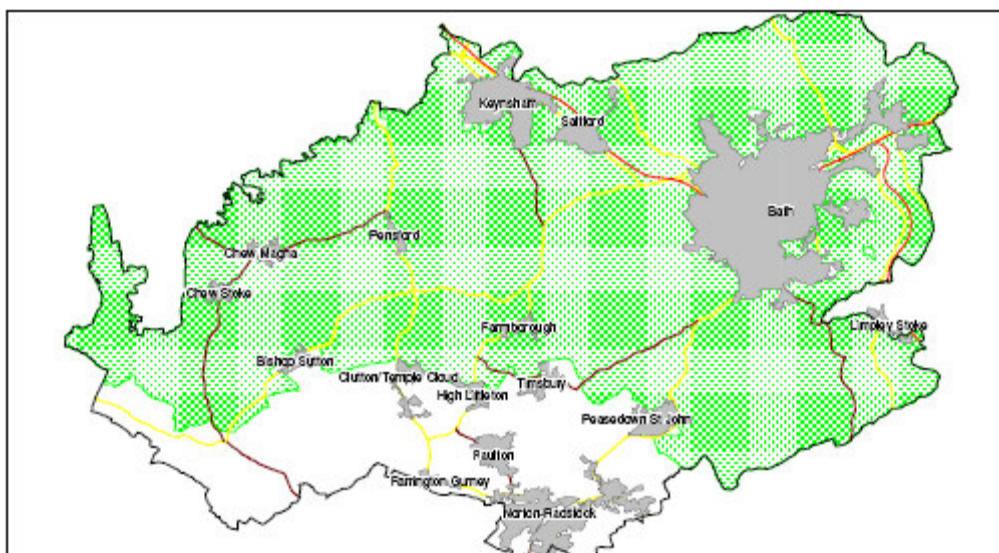 Keynsham
Saltford
Bath
Pensford
Chew Magna
Chew Stoke
Limpley Stoke
Farmborough
Bishop Sutton
Clutton/Temple Cloud
Timsbury
High Littleton
Peasedown St John
Paulton
Farrington Gurney
Norton-Radstock